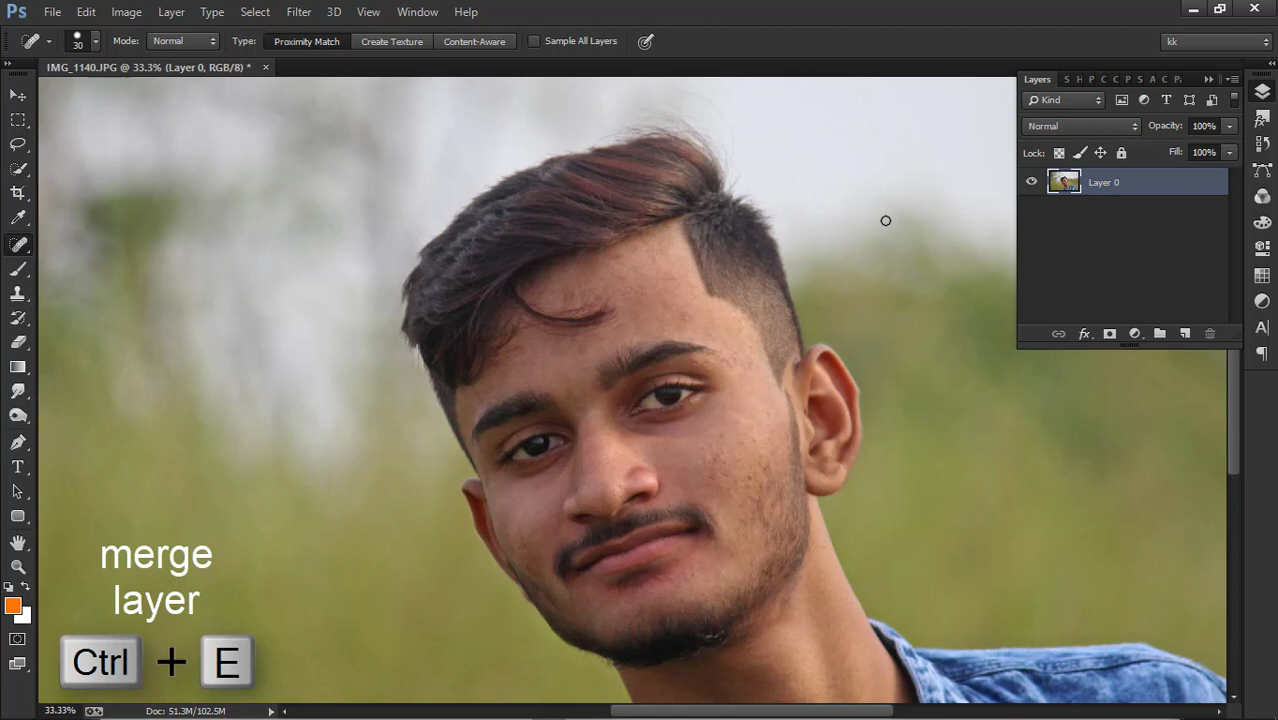 Ps File Edit Image Layer Type Select Filter 3D View Window Help
30 Mode: Normal Type: Proximity Match Create Texture Content-Aware Sample All Layers kk
IMG_1140.JPG @ 33.3% (Layer 0, RGB/8) * ×
Layers S H P C C P S A C Pa
Kind
Normal Opacity: 100%
Lock: Fill: 100%
Layer 0
merge
layer
Ctrl + E
33.33% Doc: 51.3M/102.5M